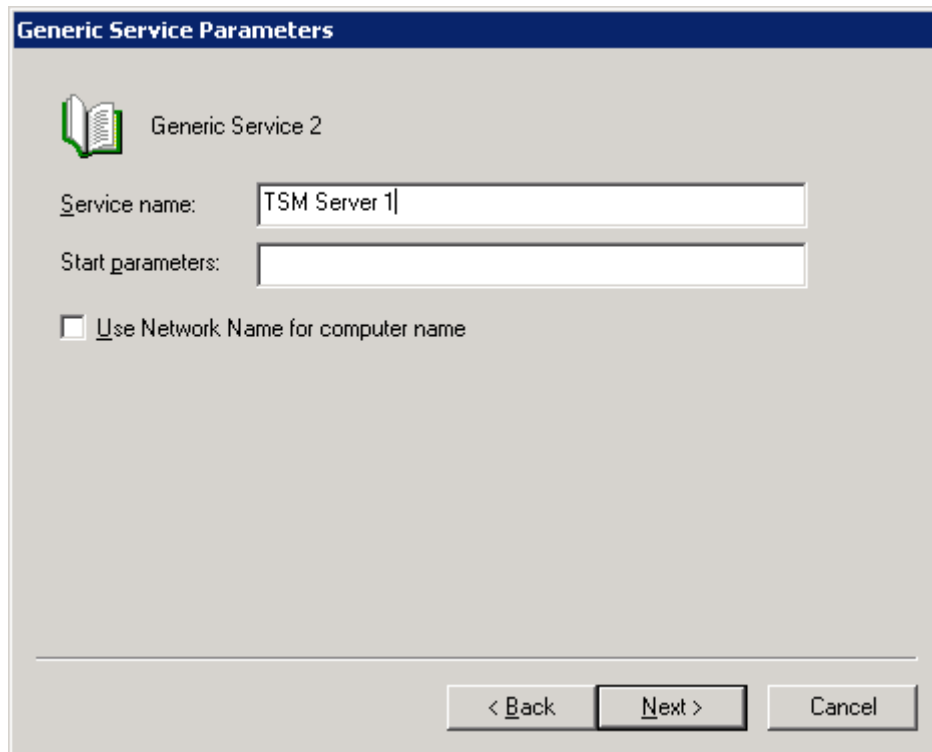 Generic Service Parameters
Generic Service 2
Service name: TSM Server 1
Start parameters:
Use Network Name for computer name
< Back Next > Cancel